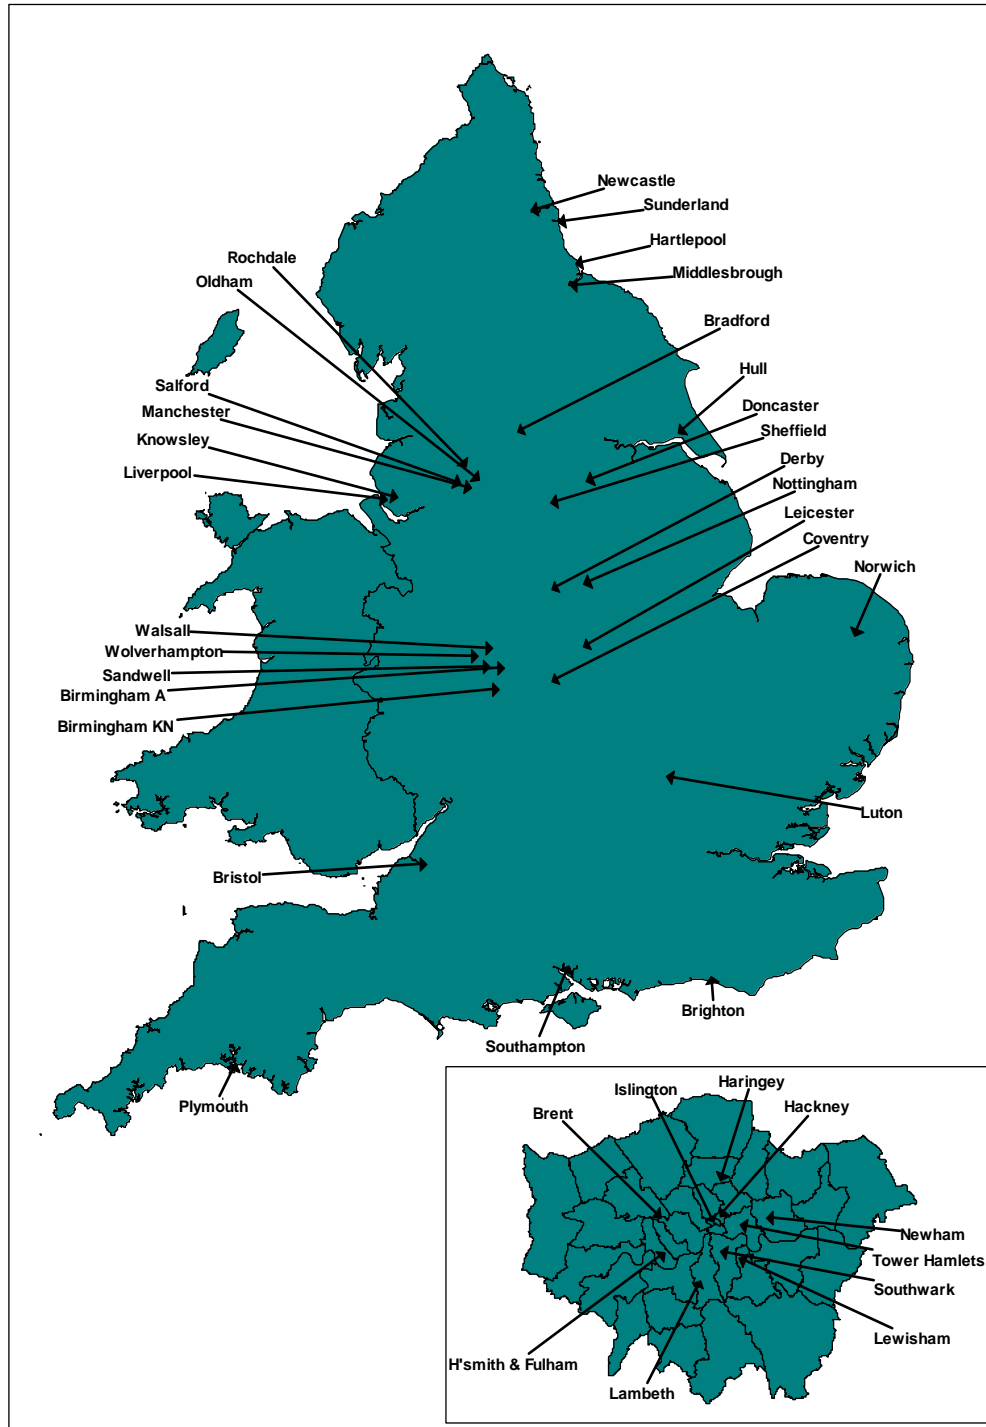 Newcastle
Sunderland
Hartlepool
Rochdale
Middlesbrough
Oldham
Bradford
Hull
Salford
Doncaster
Manchester
Sheffield
Knowsley
Derby
Liverpool
Nottingham
Leicester
Coventry
Norwich
Walsall
Wolverhampton
Sandwell
Birmingham A
Birmingham KN
Luton
Bristol
Brighton
Southampton
Plymouth
Haringey
Islington
Hackney
Brent
Newham
Tower Hamlets
Southwark
Lewisham
H'smith & Fulham
Lambeth